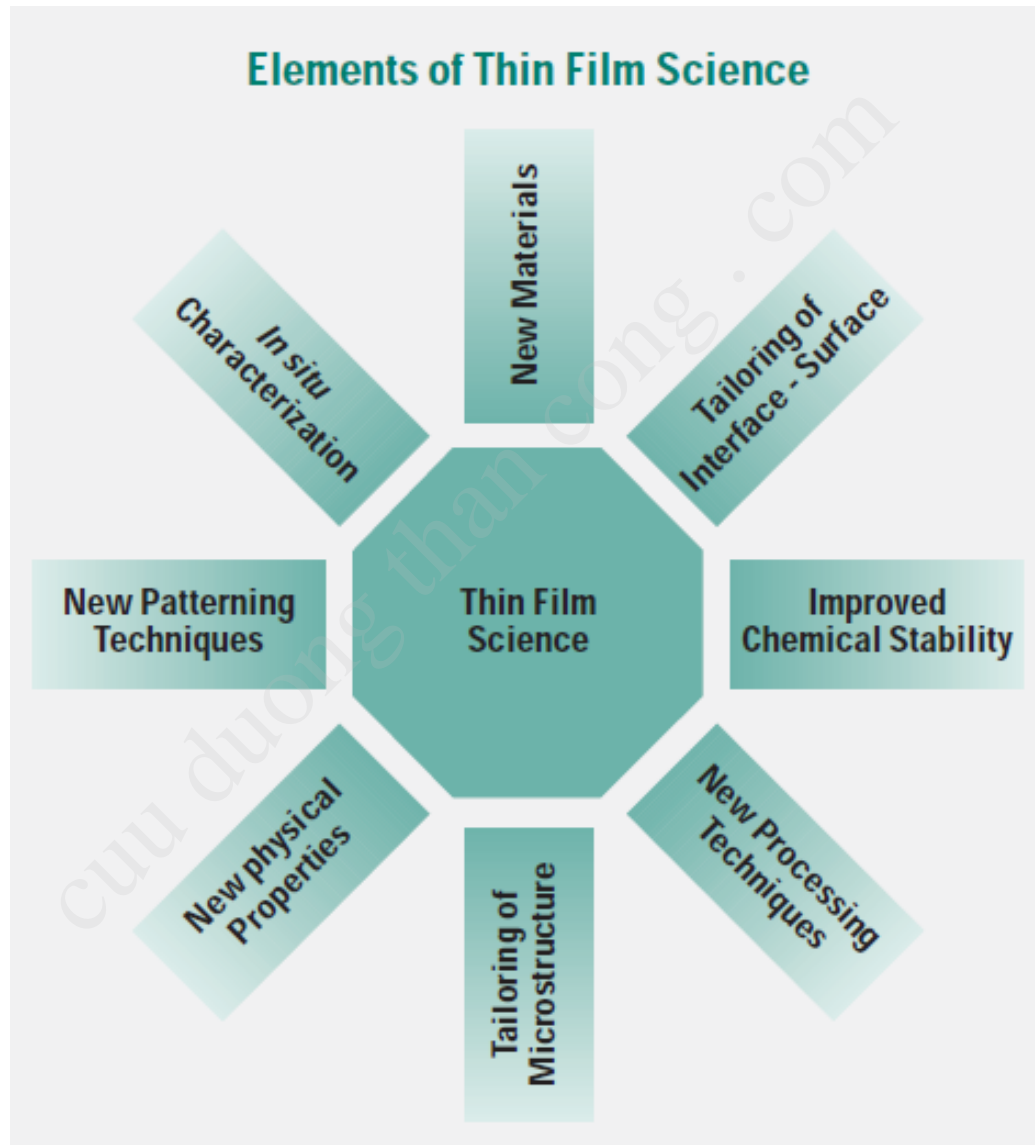 Elements of Thin Film Science
New Materials
Tailoring of
Interface - Surface
Improved
Chemical Stability
New Processing
Techniques
Tailoring of
Microstructure
New physical
Properties
New Patterning
Techniques
In situ
Characterization
Thin Film
Science
cuu duong than cong . com